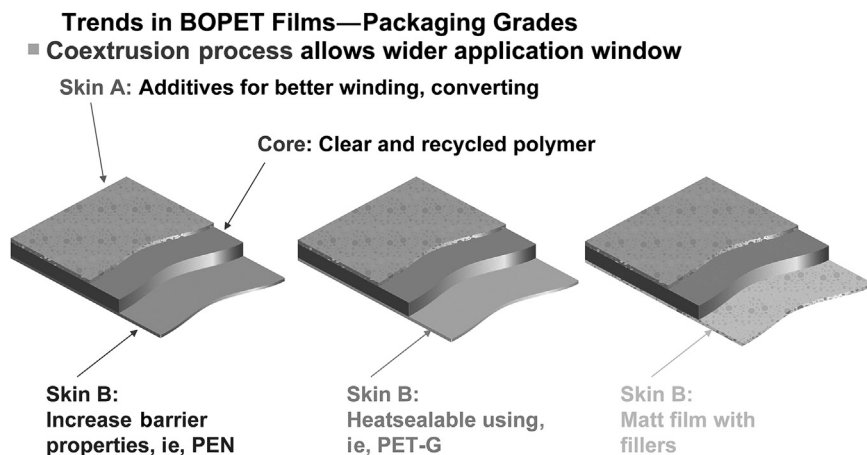 Trends in BOPET Films—Packaging Grades
Coextrusion process allows wider application window
Skin A: Additives for better winding, converting
Core: Clear and recycled polymer
Skin B:
Increase barrier
properties, ie, PEN
Skin B:
Heatsealable using,
ie, PET-G
Skin B:
Matt film with
fillers